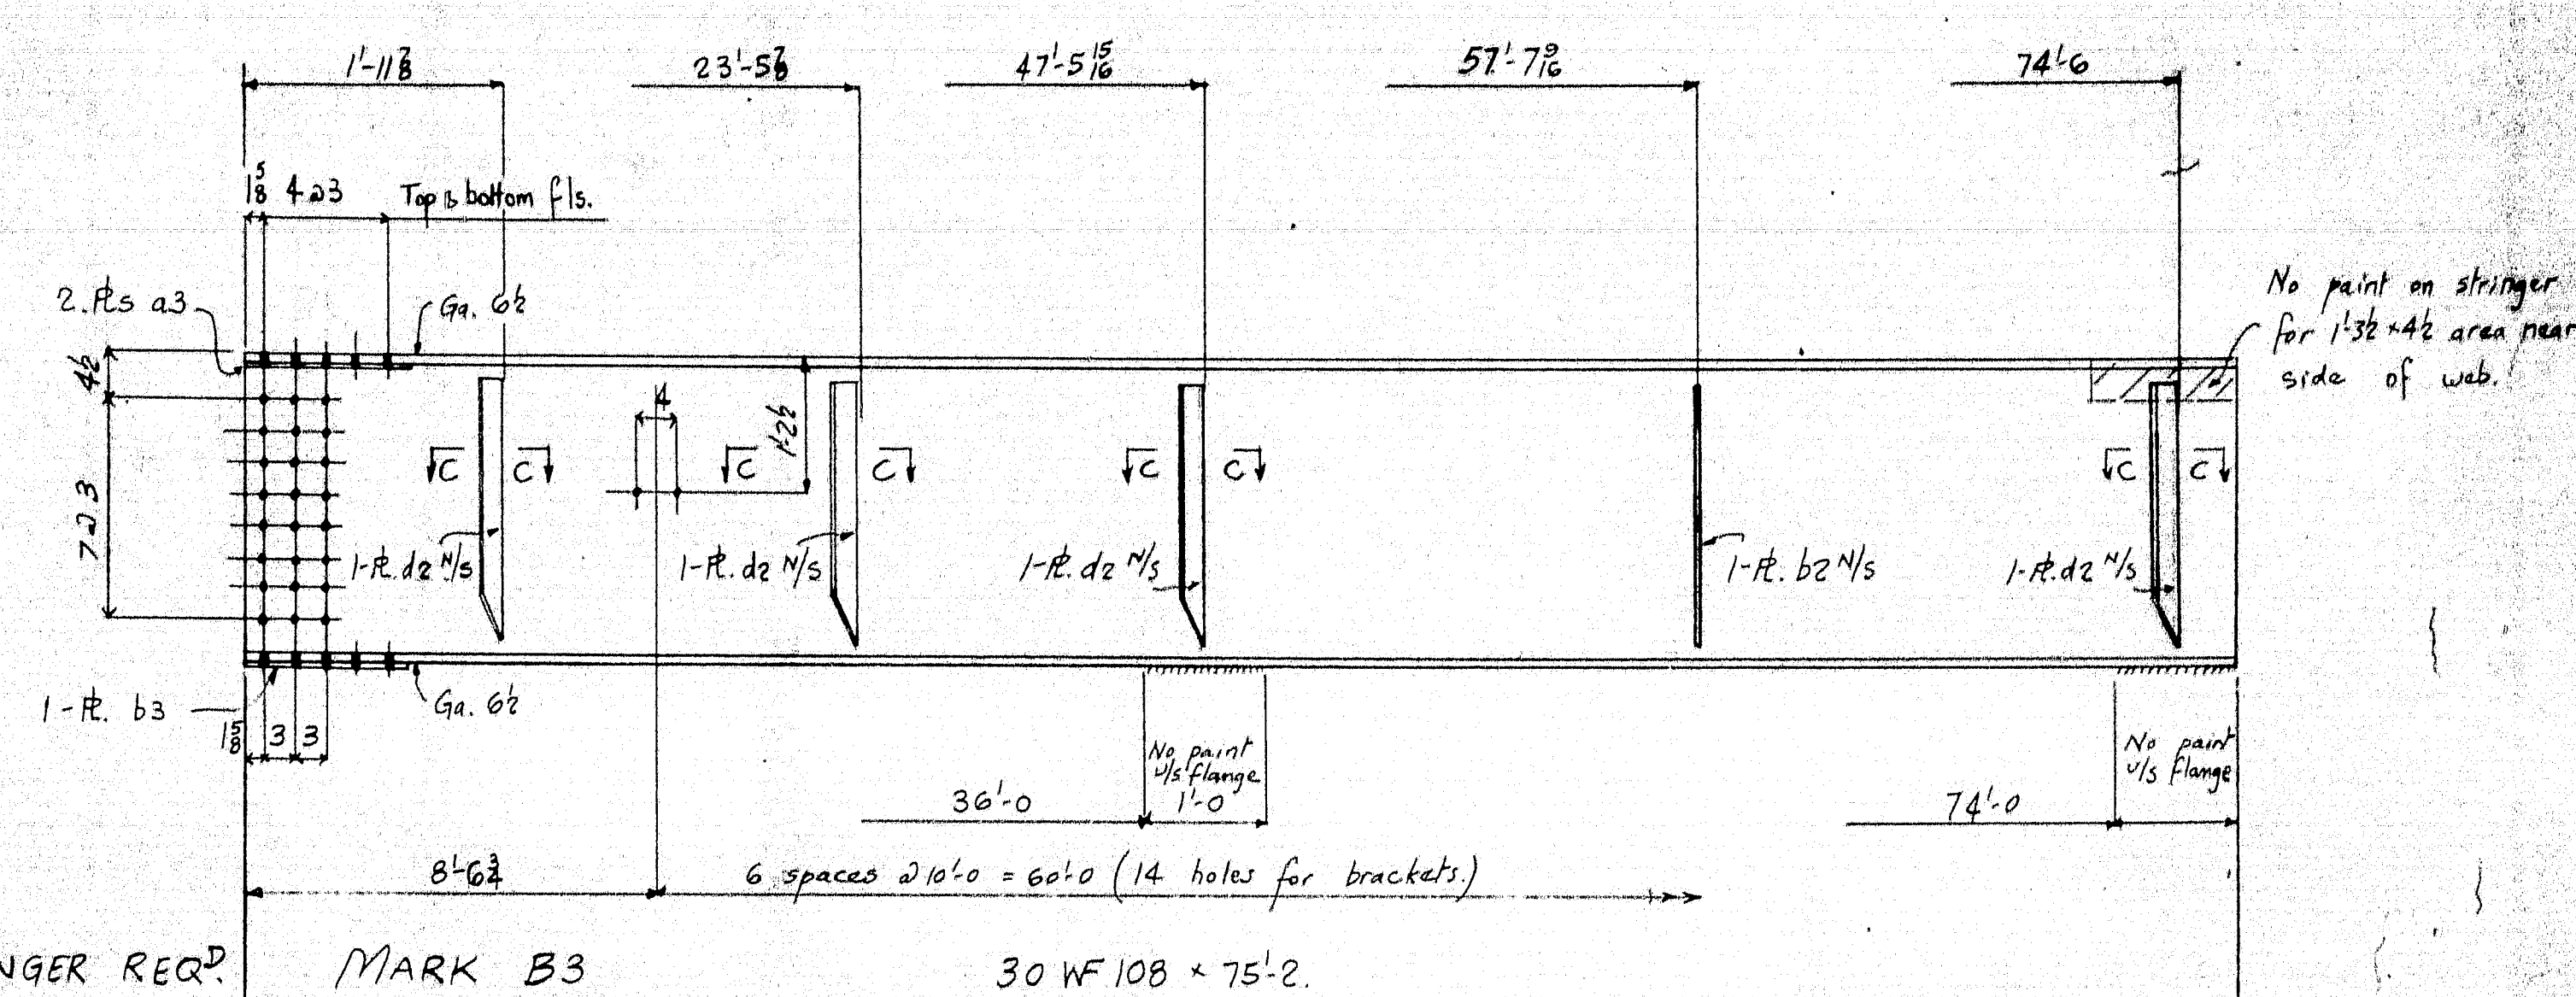 1'-11 7/8
23'-5 7/8
47'-5 15/16
57'-7 9/16
74'-6
1 5/8 4 @ 3 Top & bottom fls.
2. PLs a3
Ga. 6 1/2
No paint on stringer
for 1'-3 1/2 × 4 1/2 area near
side of web.
4 1/2
7 @ 3
4
1'-2 1/2
C C
C C
C C
C C
1-PL. d2 N/S
1-PL. d2 N/S
1-PL. d2 N/S
1-PL. b2 N/S
1-PL. d2 N/S
1-PL. b3
Ga. 6 1/2
1 5/8 3 3
No paint
u/s flange
1'-0
36'-0
No paint
u/s flange
74'-0
8'-6 3/4
6 spaces @ 10'-0 = 60'-0 (14 holes for brackets.)
NGER REQD.
MARK B3
30 WF 108 × 75'-2.